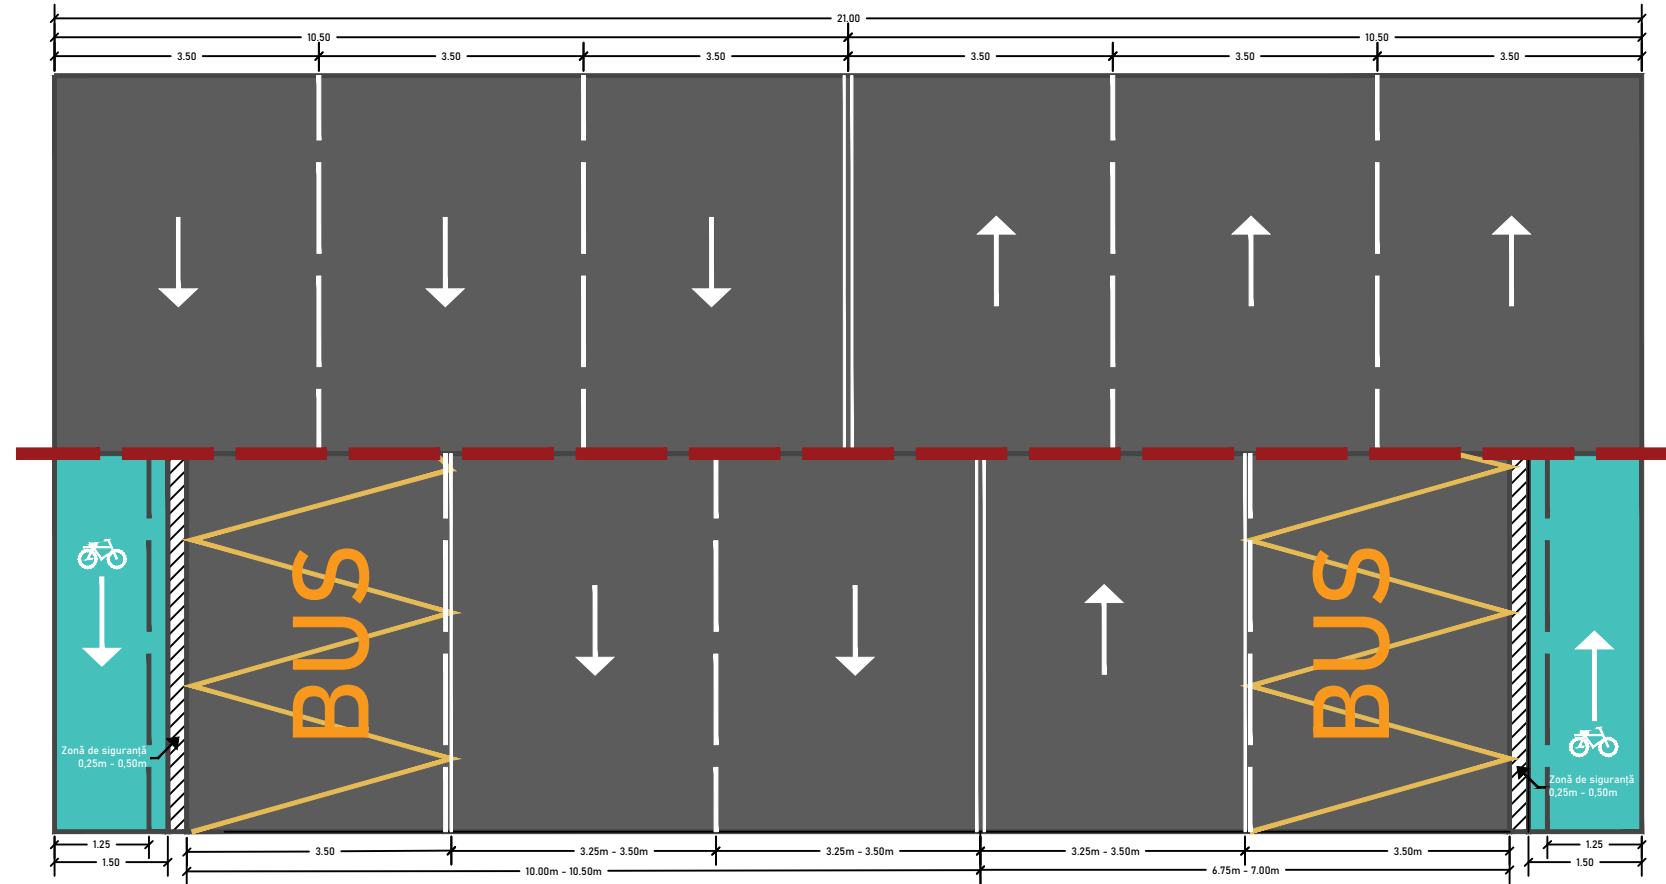 21.00
10.50
10.50
3.50
3.50
3.50
3.50
3.50
3.50
BUS
BUS
Zonă de siguranță
0,25m - 0,50m
Zonă de siguranță
0,25m - 0,50m
1.25
1.50
3.50
3.25m - 3.50m
3.25m - 3.50m
3.25m - 3.50m
3.50m
1.25
1.50
10.00m - 10.50m
6.75m - 7.00m